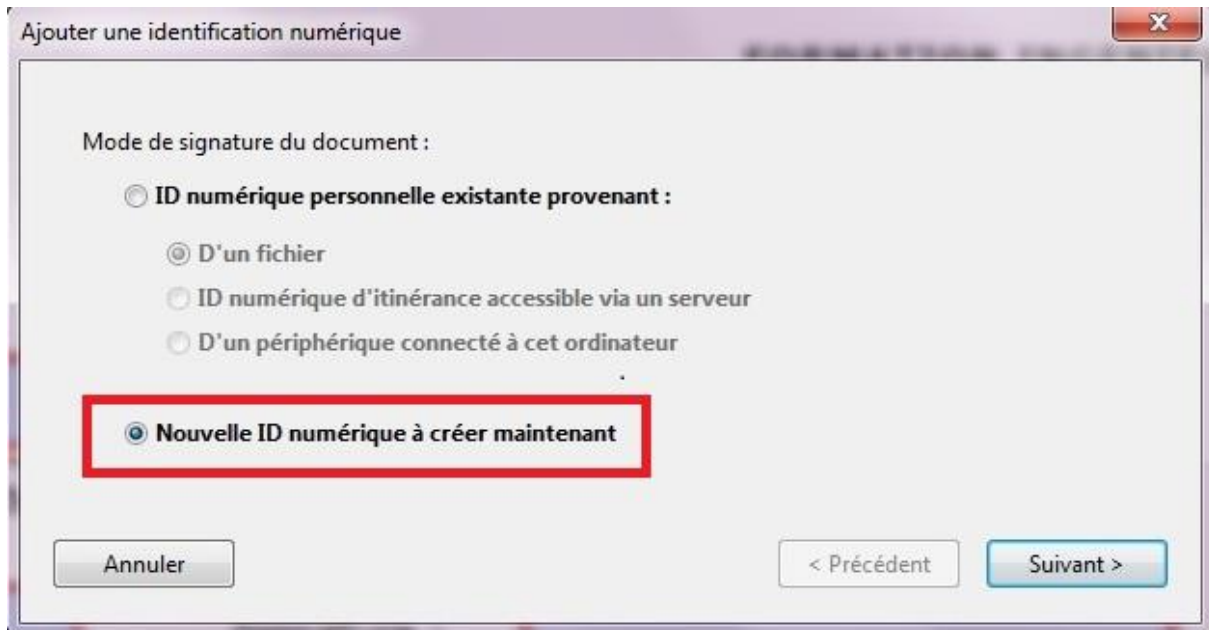 Ajouter une identification numérique
Mode de signature du document :
ID numérique personnelle existante provenant :
D'un fichier
ID numérique d'itinérance accessible via un serveur
D'un périphérique connecté à cet ordinateur
Nouvelle ID numérique à créer maintenant
Annuler
< Précédent
Suivant >